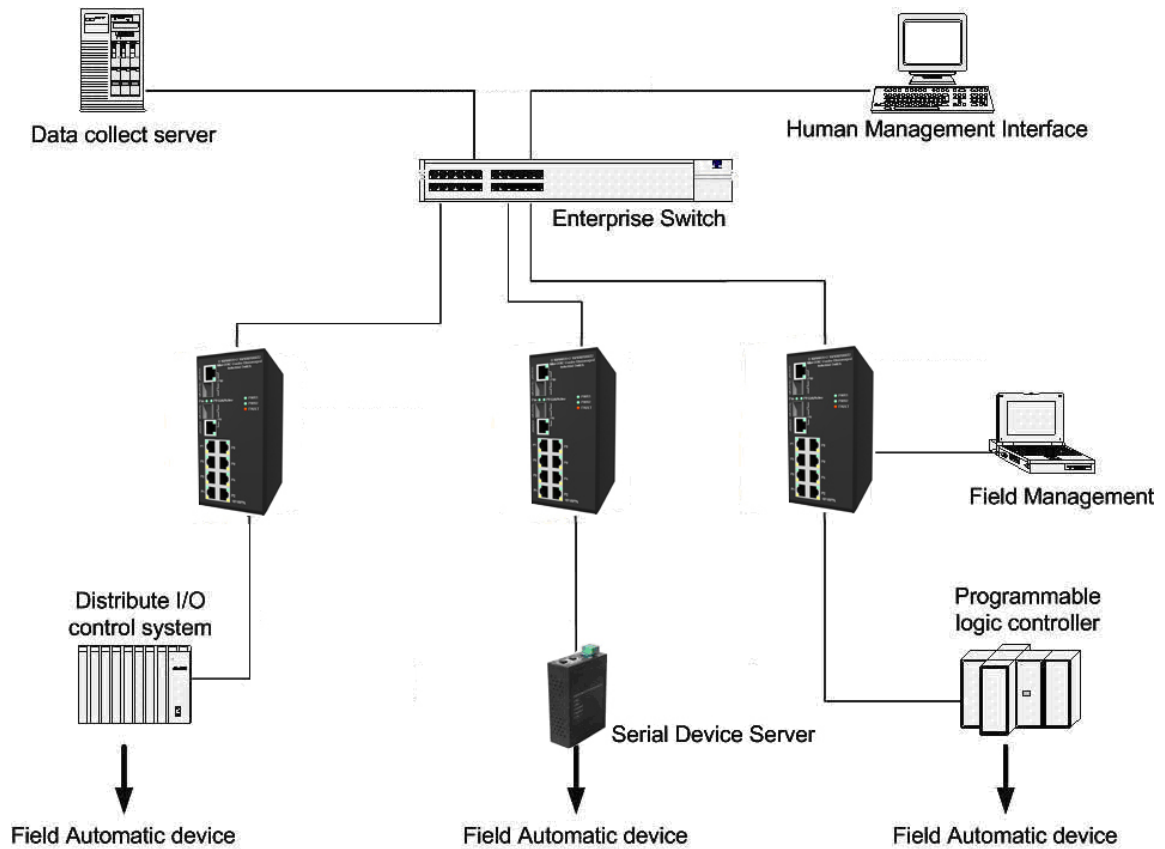 Data collect server
Human Management Interface
Enterprise Switch
Field Management
Distribute I/O
control system
Programmable
logic controller
Serial Device Server
Field Automatic device
Field Automatic device
Field Automatic device